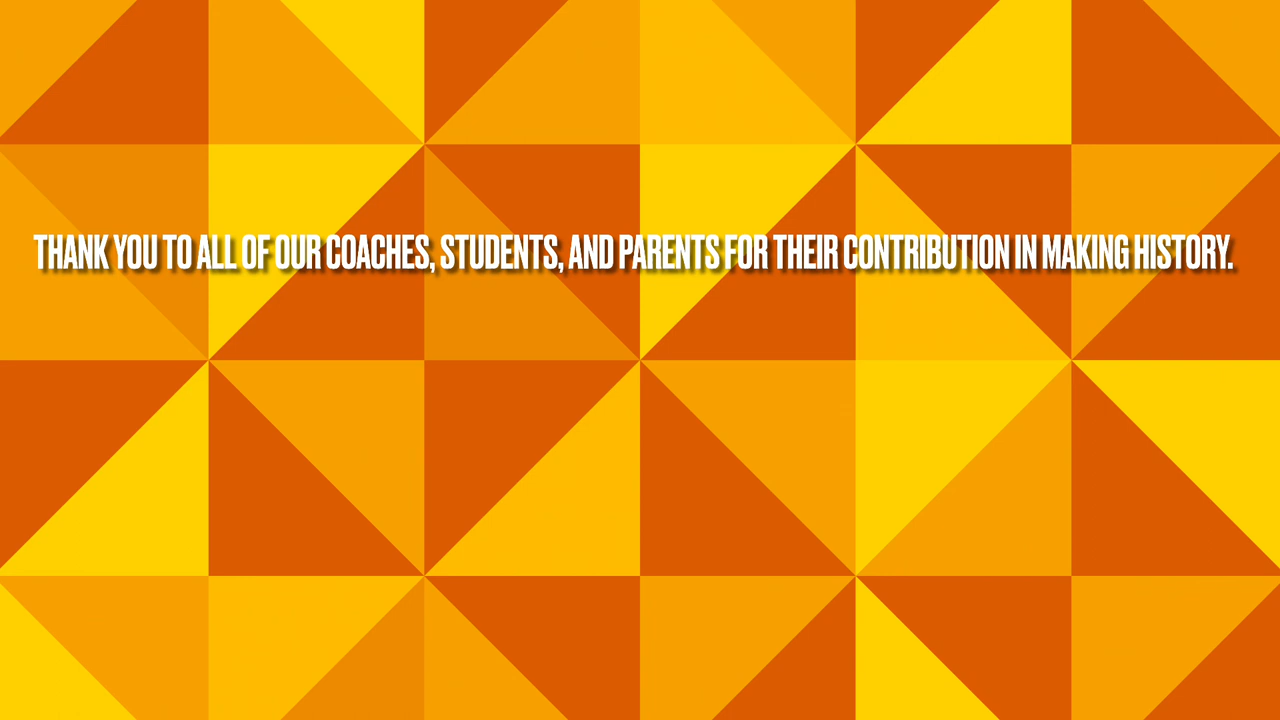 THANK YOU TO ALL OF OUR COACHES, STUDENTS, AND PARENTS FOR THEIR CONTRIBUTION IN MAKING HISTORY.